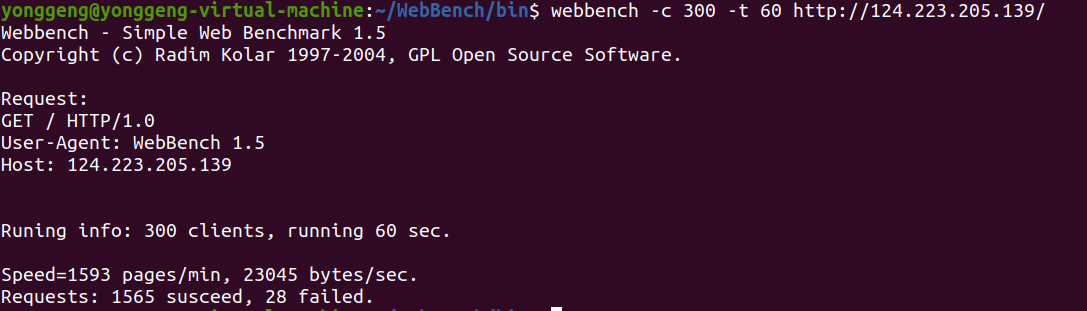 yonggeng@yonggeng-virtual-machine:~/WebBench/bin$ webbench -c 300 -t 60 http://124.223.205.139/
Webbench - Simple Web Benchmark 1.5
Copyright (c) Radim Kolar 1997-2004, GPL Open Source Software.
Request:
GET / HTTP/1.0
User-Agent: WebBench 1.5
Host: 124.223.205.139
Runing info: 300 clients, running 60 sec.
Speed=1593 pages/min, 23045 bytes/sec.
Requests: 1565 susceed, 28 failed.